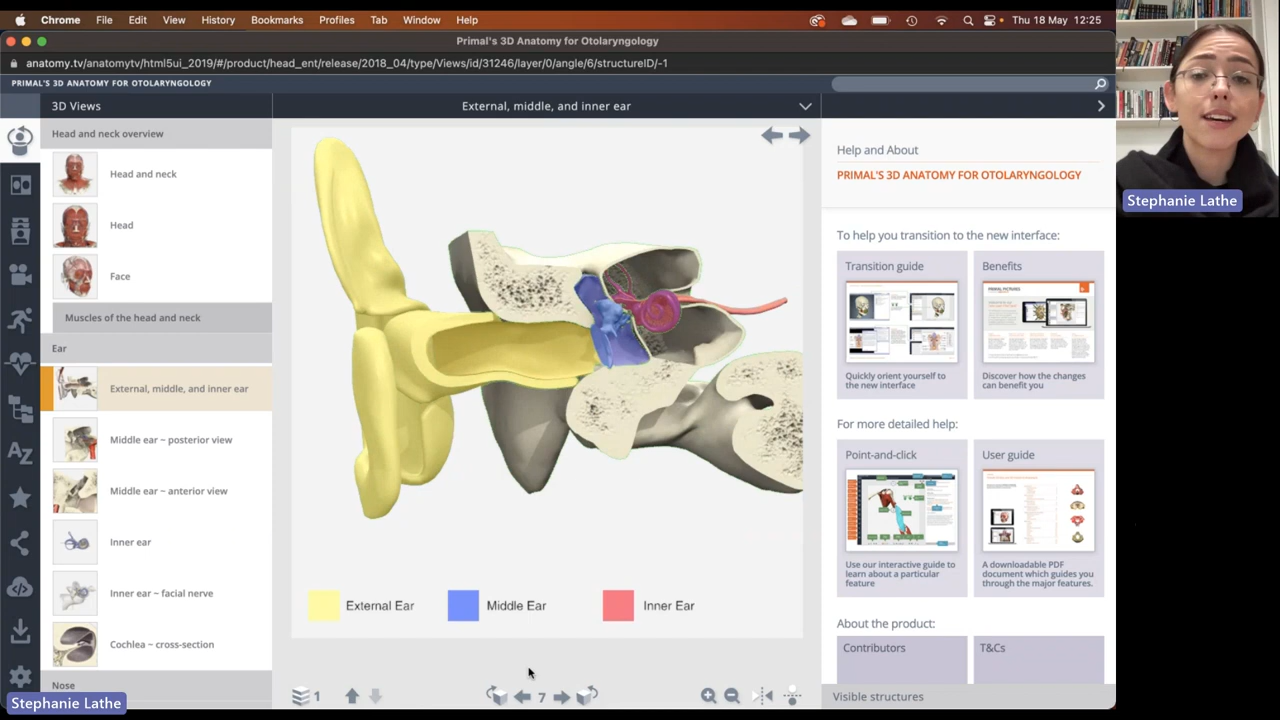 Chrome File Edit View History Bookmarks Profiles Tab Window Help Thu 18 May 12:25
Primal's 3D Anatomy for Otolaryngology
anatomy.tv/anatomytv/html5ui_2019/#/product/head_ent/release/2018_04/type/Views/id/31246/layer/0/angle/6/structureID/-1
PRIMAL'S 3D ANATOMY FOR OTOLARYNGOLOGY
3D Views
Head and neck overview
Head and neck
Head
Face
Muscles of the head and neck
Ear
External, middle, and inner ear
Middle ear ~ posterior view
Middle ear ~ anterior view
Inner ear
Inner ear ~ facial nerve
Cochlea ~ cross-section
Nose
AZ
Stephanie Lathe
External, middle, and inner ear
External Ear
Middle Ear
Inner Ear
1
7
Help and About
PRIMAL'S 3D ANATOMY FOR OTOLARYNGOLOGY
To help you transition to the new interface:
Transition guide
Quickly orient yourself to
the new interface
Benefits
Discover how the changes
can benefit you
For more detailed help:
Point-and-click
Use our interactive guide to
learn about a particular
feature
User guide
A downloadable PDF
document which guides you
through the major features.
About the product:
Contributors
T&Cs
Visible structures
Stephanie Lathe